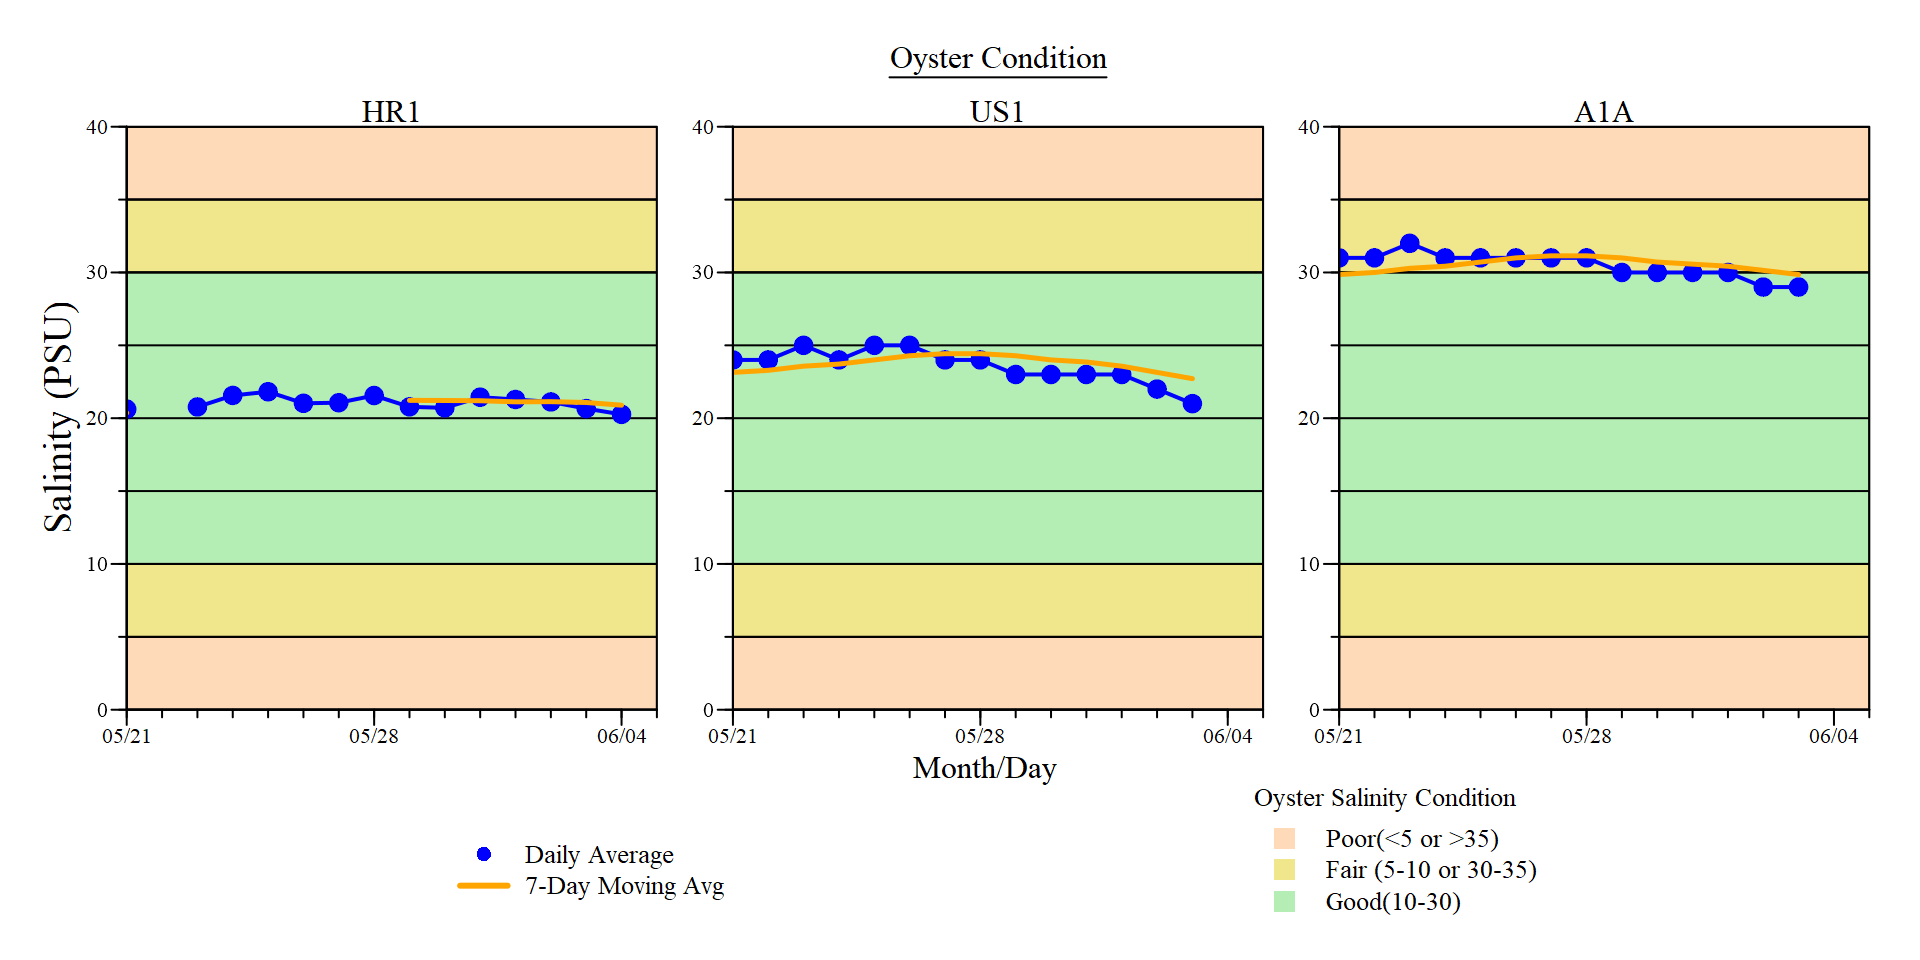 Oyster Condition
HR1
US1
A1A
Salinity (PSU)
40
30
20
10
0
05/21
05/28
06/04
40
30
20
10
0
05/21
05/28
06/04
40
30
20
10
0
05/21
05/28
06/04
Month/Day
Daily Average
7-Day Moving Avg
Oyster Salinity Condition
Poor(<5 or >35)
Fair (5-10 or 30-35)
Good(10-30)